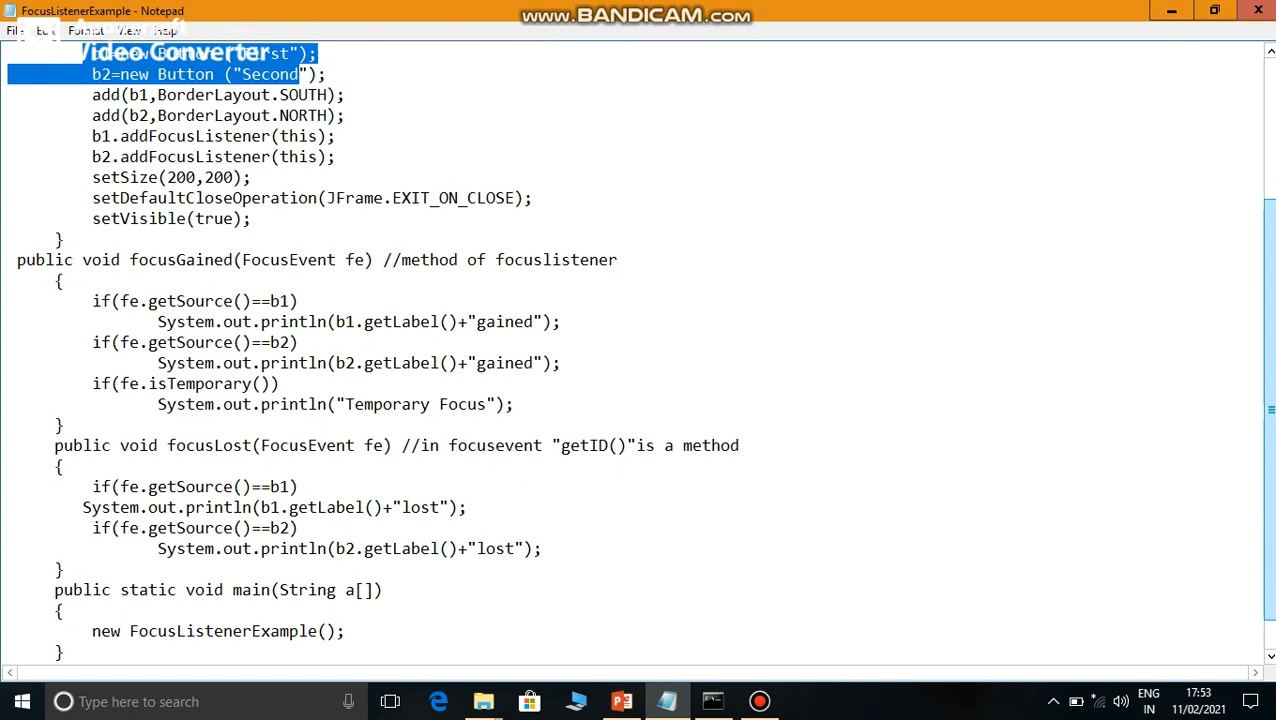 FocusListenerExample - Notepad
www.BANDICAM.com
Format View Help
Video Converter
b1=new Button ("First");
b2=new Button ("Second");
add(b1,BorderLayout.SOUTH);
add(b2,BorderLayout.NORTH);
b1.addFocusListener(this);
b2.addFocusListener(this);
setSize(200,200);
setDefaultCloseOperation(JFrame.EXIT_ON_CLOSE);
setVisible(true);
}
public void focusGained(FocusEvent fe) //method of focuslistener
{
if(fe.getSource()==b1)
System.out.println(b1.getLabel()+"gained");
if(fe.getSource()==b2)
System.out.println(b2.getLabel()+"gained");
if(fe.isTemporary())
System.out.println("Temporary Focus");
}
public void focusLost(FocusEvent fe) //in focusevent "getID()"is a method
{
if(fe.getSource()==b1)
System.out.println(b1.getLabel()+"lost");
if(fe.getSource()==b2)
System.out.println(b2.getLabel()+"lost");
}
public static void main(String a[])
{
new FocusListenerExample();
}
Type here to search
ENG
IN
17:53
11/02/2021